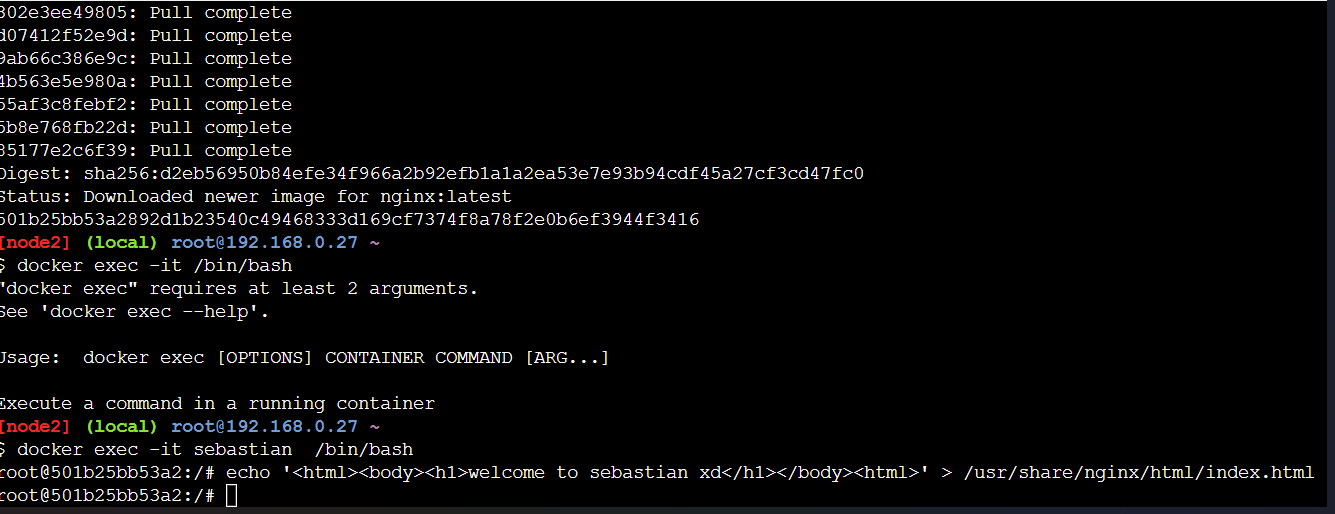 302e3ee49805: Pull complete
d07412f52e9d: Pull complete
9ab66c386e9c: Pull complete
4b563e5e980a: Pull complete
55af3c8febf2: Pull complete
5b8e768fb22d: Pull complete
85177e2c6f39: Pull complete
Digest: sha256:d2eb56950b84efe34f966a2b92efb1a1a2ea53e7e93b94cdf45a27cf3cd47fc0
Status: Downloaded newer image for nginx:latest
501b25bb53a2892d1b23540c49468333d169cf7374f8a78f2e0b6ef3944f3416
[node2] (local) root@192.168.0.27 ~
$ docker exec -it /bin/bash
"docker exec" requires at least 2 arguments.
See 'docker exec --help'.
Usage:  docker exec [OPTIONS] CONTAINER COMMAND [ARG...]
Execute a command in a running container
[node2] (local) root@192.168.0.27 ~
$ docker exec -it sebastian  /bin/bash
root@501b25bb53a2:/# echo '<html><body><h1>welcome to sebastian xd</h1></body><html>' > /usr/share/nginx/html/index.html
root@501b25bb53a2:/#